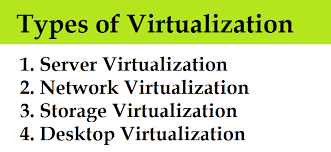 Types of Virtualization
1. Server Virtualization
2. Network Virtualization
3. Storage Virtualization
4. Desktop Virtualization